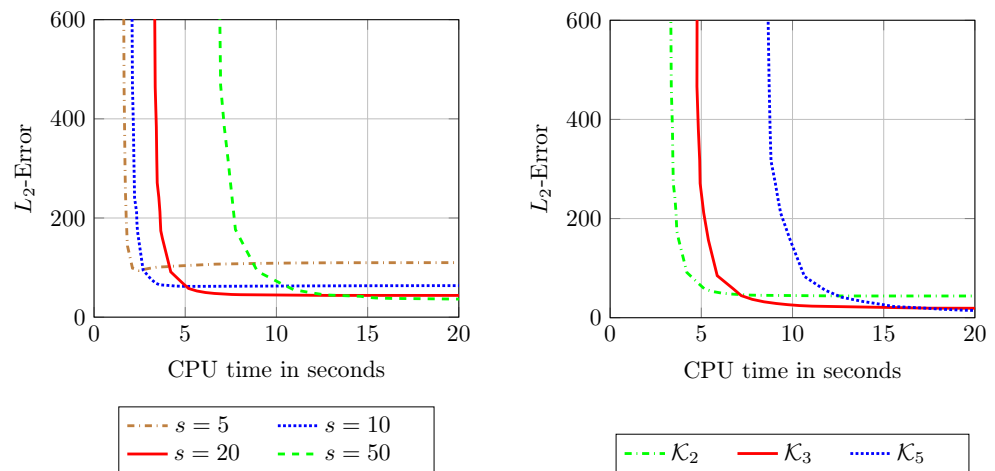 600
400
200
0
L₂-Error
0 5 10 15 20
CPU time in seconds
s = 5 s = 10
s = 20 s = 50
600
400
200
0
L₂-Error
0 5 10 15 20
CPU time in seconds
𝒦₂ 𝒦₃ 𝒦₅